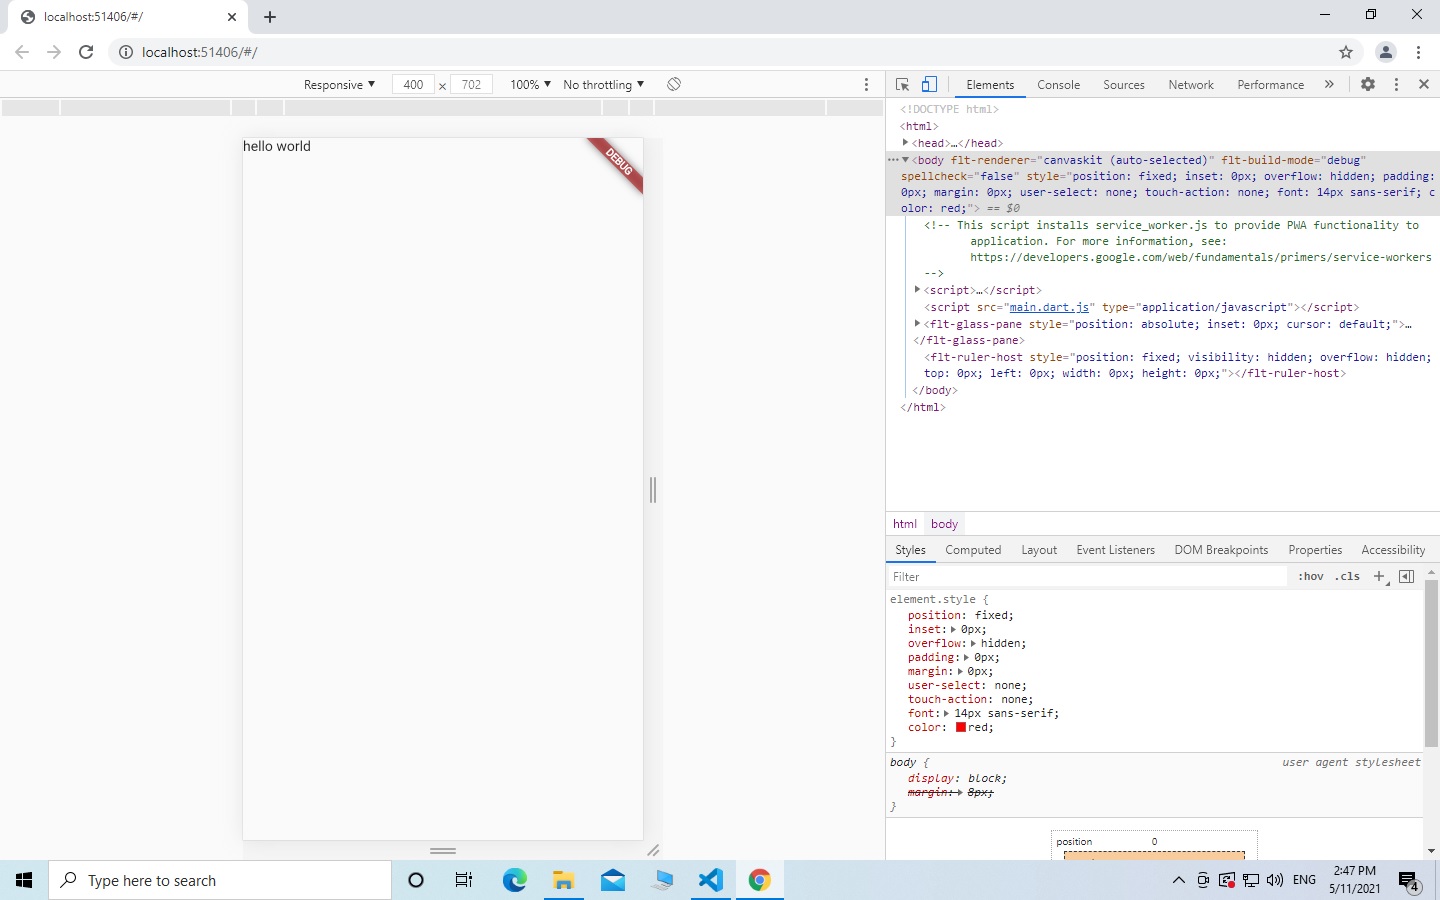 localhost:51406/#/
localhost:51406/#/
Responsive 400 x 702 100% No throttling
Elements Console Sources Network Performance
hello world
DEBUG
<!DOCTYPE html>
<html>
<head>…</head>
<body flt-renderer="canvaskit (auto-selected)" flt-build-mode="debug"
spellcheck="false" style="position: fixed; inset: 0px; overflow: hidden; padding:
0px; margin: 0px; user-select: none; touch-action: none; font: 14px sans-serif; c
olor: red;"> == $0
<!-- This script installs service_worker.js to provide PWA functionality to
application. For more information, see:
https://developers.google.com/web/fundamentals/primers/service-workers
-->
<script>…</script>
<script src="main.dart.js" type="application/javascript"></script>
<flt-glass-pane style="position: absolute; inset: 0px; cursor: default;">…
</flt-glass-pane>
<flt-ruler-host style="position: fixed; visibility: hidden; overflow: hidden;
top: 0px; left: 0px; width: 0px; height: 0px;"></flt-ruler-host>
</body>
</html>
html body
Styles Computed Layout Event Listeners DOM Breakpoints Properties Accessibility
Filter :hov .cls
element.style {
position: fixed;
inset: 0px;
overflow: hidden;
padding: 0px;
margin: 0px;
user-select: none;
touch-action: none;
font: 14px sans-serif;
color: red;
}
body { user agent stylesheet
display: block;
margin: 8px;
}
position 0
Type here to search
ENG
2:47 PM
5/11/2021
4